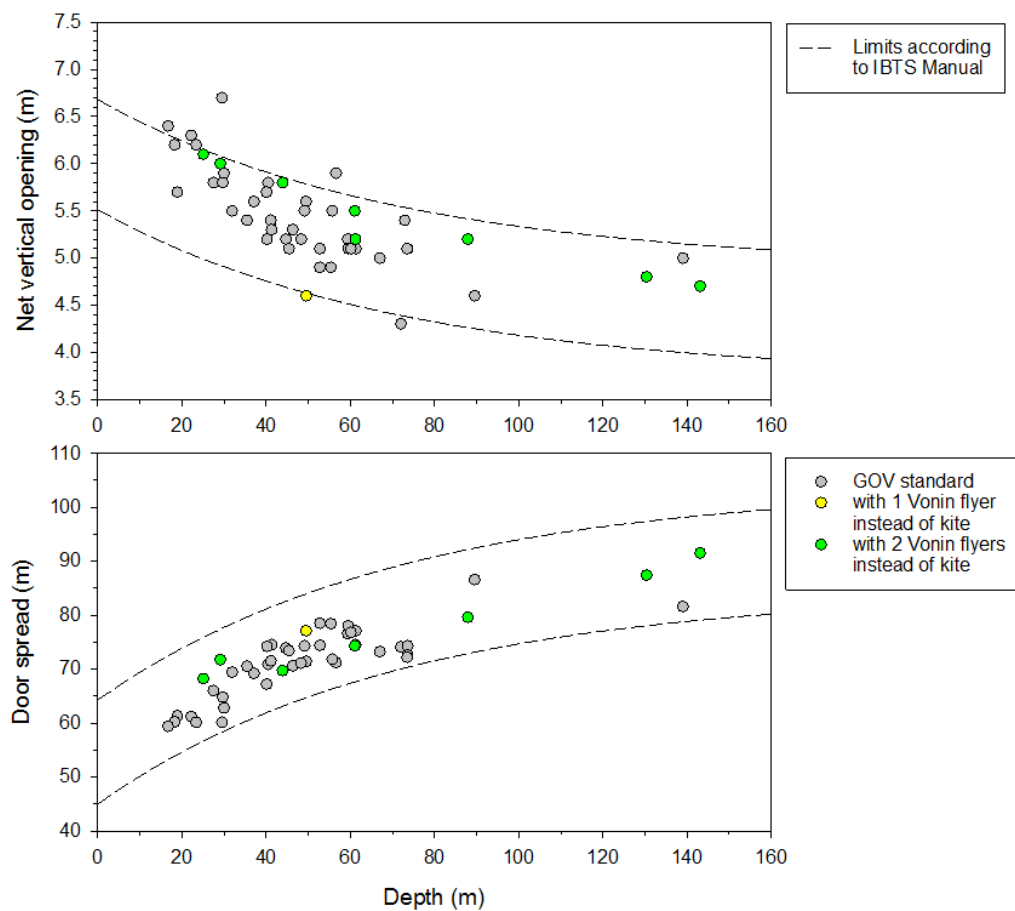 Net vertical opening (m)
7.5
7.0
6.5
6.0
5.5
5.0
4.5
4.0
3.5
0 20 40 60 80 100 120 140 160
Limits according
to IBTS Manual
Door spread (m)
110
100
90
80
70
60
50
40
0 20 40 60 80 100 120 140 160
Depth (m)
GOV standard
with 1 Vonin flyer
instead of kite
with 2 Vonin flyers
instead of kite